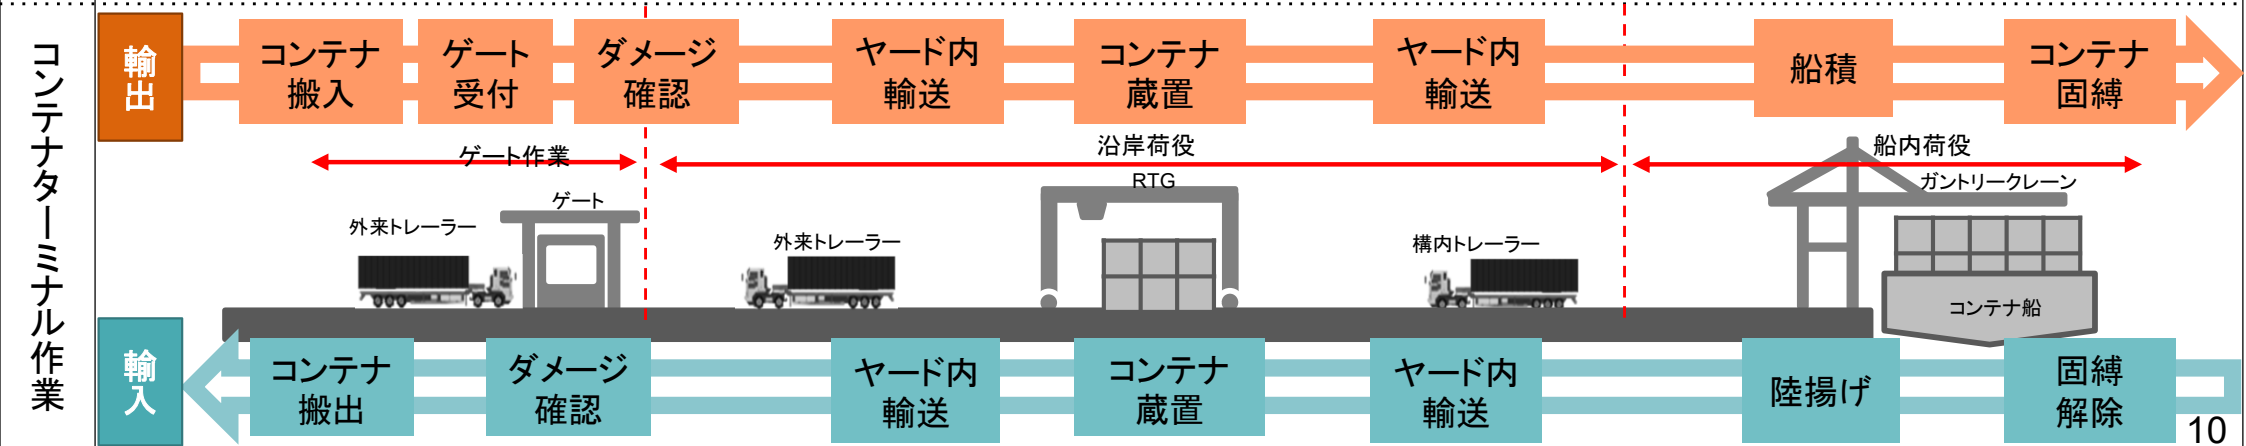 コンテナターミナル作業
輸出
コンテナ
搬入
ゲート
受付
ダメージ
確認
ヤード内
輸送
コンテナ
蔵置
ヤード内
輸送
船積
コンテナ
固縛
ゲート作業
沿岸荷役
船内荷役
外来トレーラー
ゲート
外来トレーラー
RTG
構内トレーラー
ガントリークレーン
コンテナ船
輸入
コンテナ
搬出
ダメージ
確認
ヤード内
輸送
コンテナ
蔵置
ヤード内
輸送
陸揚げ
固縛
解除
10